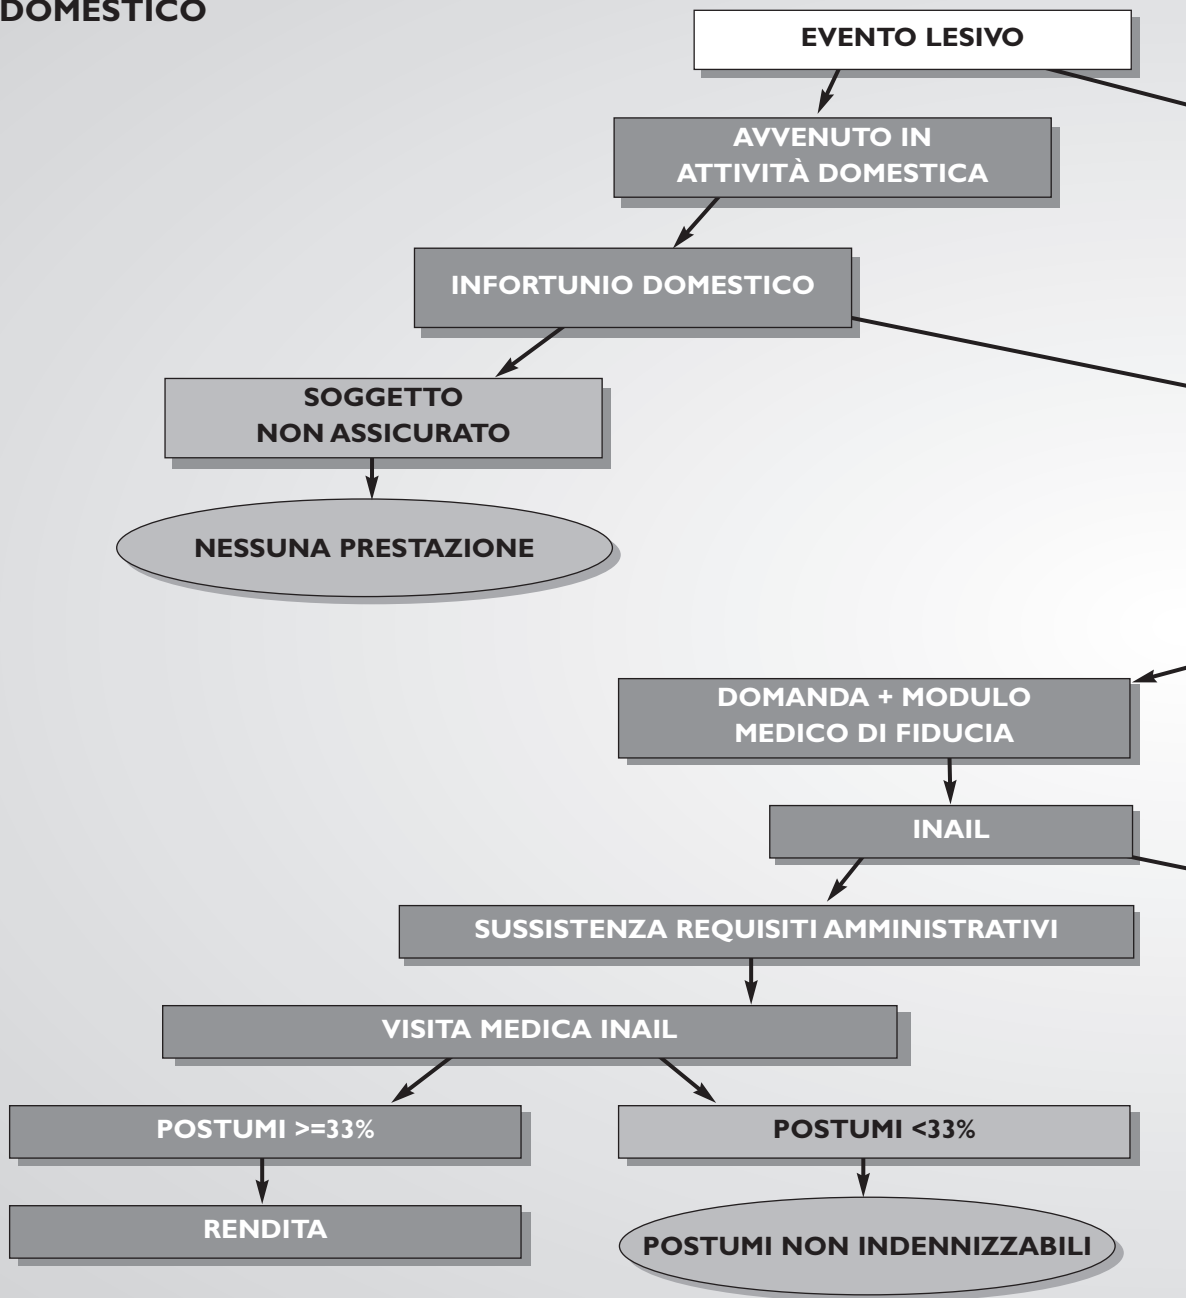 DOMESTICO
EVENTO LESIVO
AVVENUTO IN
ATTIVITÀ DOMESTICA
INFORTUNIO DOMESTICO
SOGGETTO
NON ASSICURATO
NESSUNA PRESTAZIONE
DOMANDA + MODULO
MEDICO DI FIDUCIA
INAIL
SUSSISTENZA REQUISITI AMMINISTRATIVI
VISITA MEDICA INAIL
POSTUMI >=33%
POSTUMI <33%
RENDITA
POSTUMI NON INDENNIZZABILI